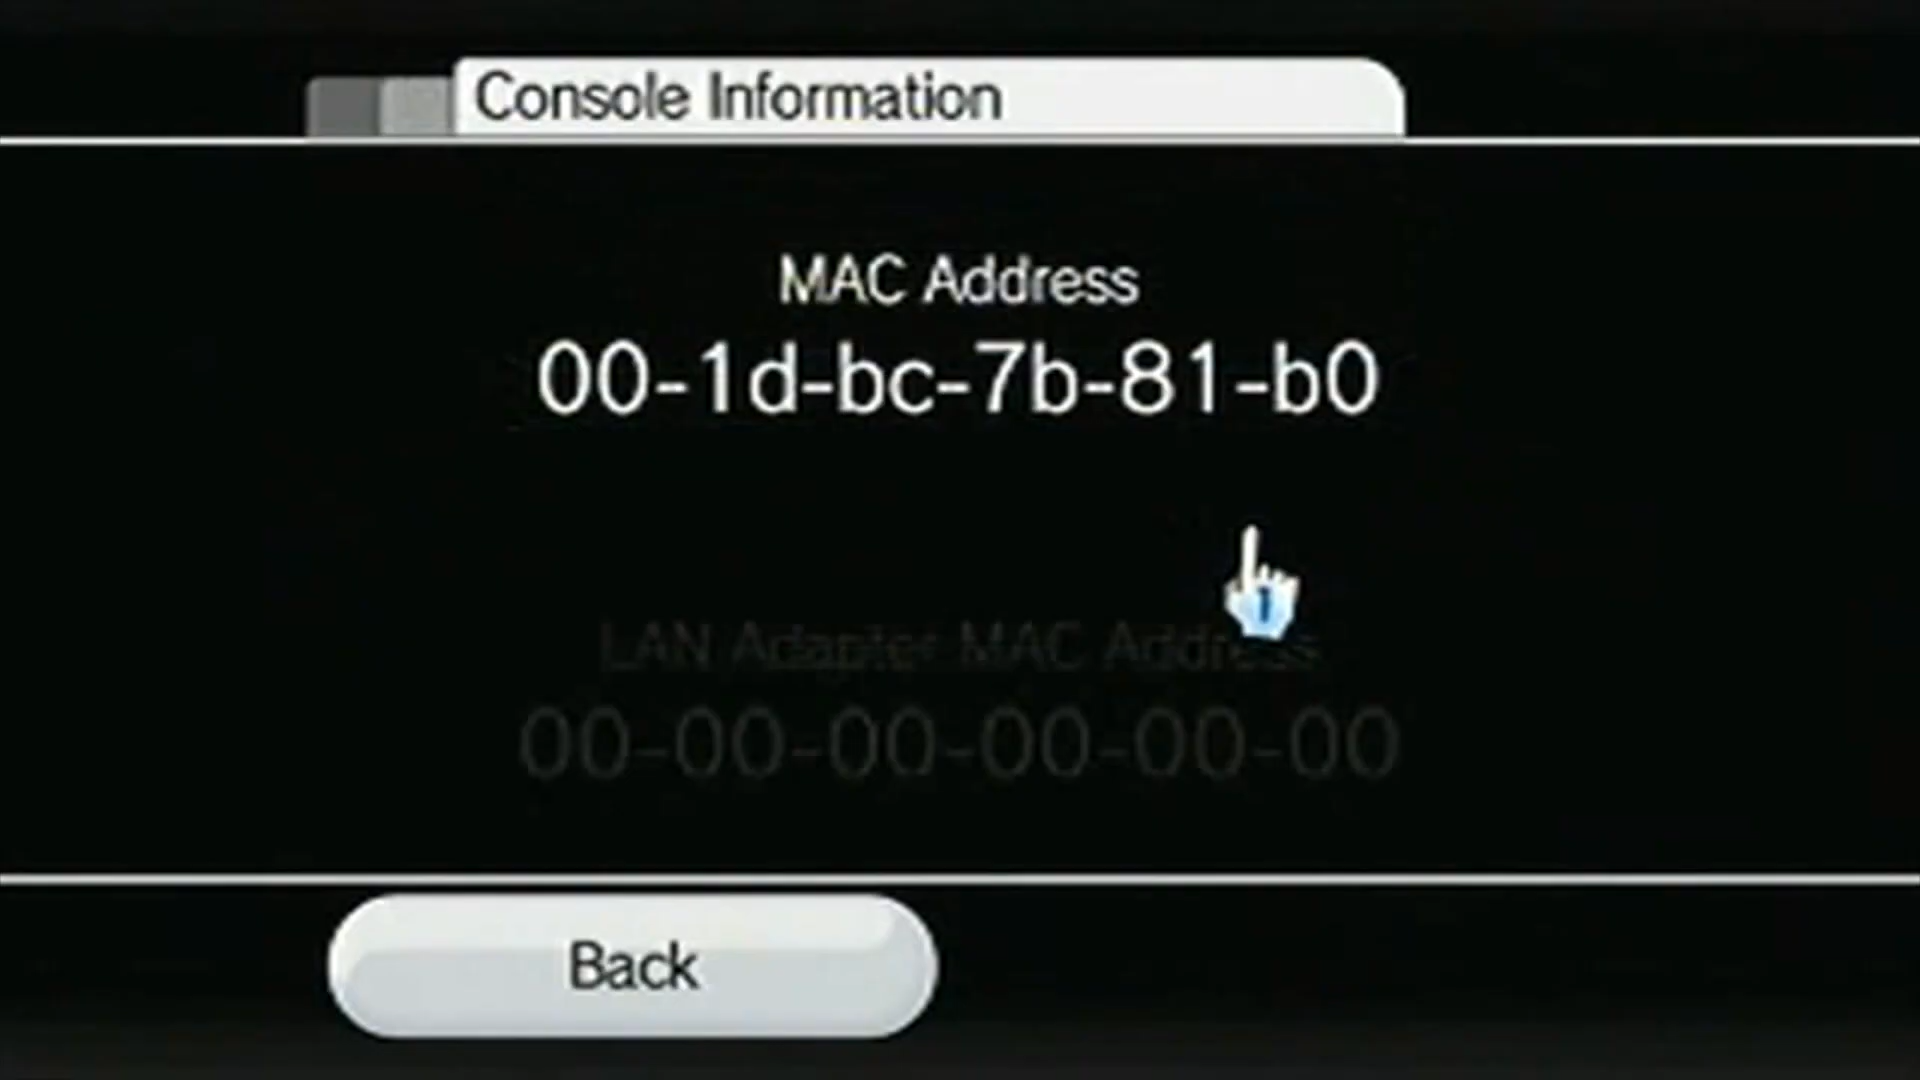 Console Information
MAC Address
00-1d-bc-7b-81-b0
1
LAN Adapter MAC Address
00-00-00-00-00-00
Back